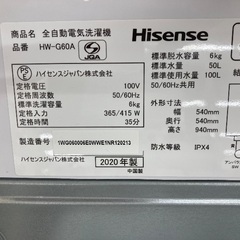 品名 全自動電気洗濯機
品番 HW-G60A
JGA
Hisense
PSE
ハイセンスジャパン株式会社
定格電圧 100V
定格周波数 50/60Hz
標準洗濯容量 6kg
定格消費電力 365/415 W
定格時間 35分
標準脱水容量 6kg
標準水量 50L
標準使用水量 100L
50/60Hz共用
外形寸法
幅 540mm
奥行 540mm
高さ 940mm
防水等級 IPX4
製造番号 1WG060006E0WWE1NR120213
ハイセンスジャパン株式会社
2020年製
中国製